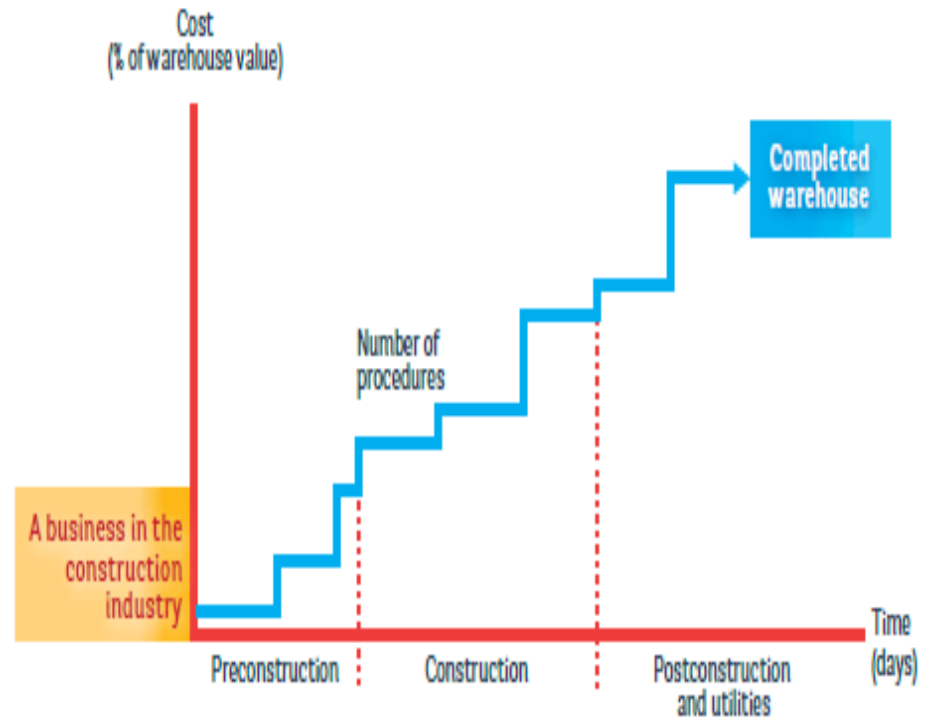 Cost
(% of warehouse value)
Completed
warehouse
Number of
procedures
A business in the
construction
industry
Time
(days)
Preconstruction
Construction
Postconstruction
and utilities